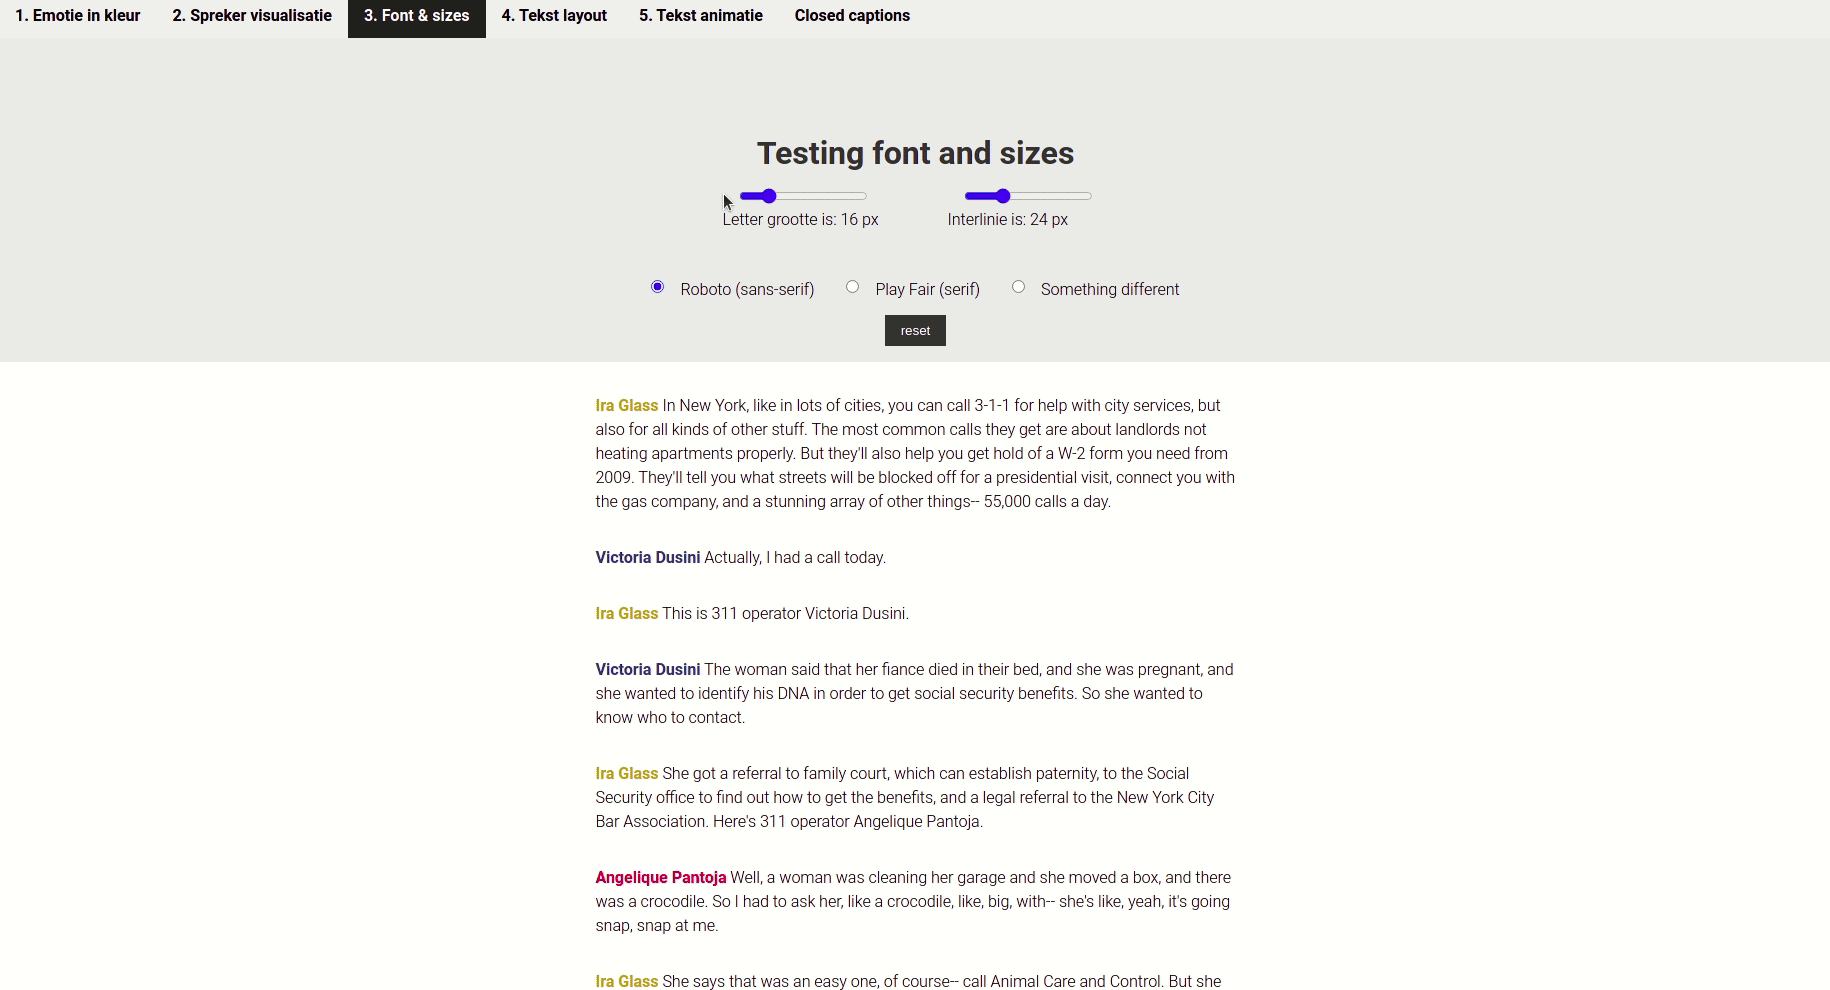 1. Emotie in kleur 2. Spreker visualisatie 3. Font & sizes 4. Tekst layout 5. Tekst animatie Closed captions
Testing font and sizes
Letter grootte is: 16 px Interlinie is: 24 px
Roboto (sans-serif) Play Fair (serif) Something different
reset
Ira Glass In New York, like in lots of cities, you can call 3-1-1 for help with city services, but
also for all kinds of other stuff. The most common calls they get are about landlords not
heating apartments properly. But they'll also help you get hold of a W-2 form you need from
2009. They'll tell you what streets will be blocked off for a presidential visit, connect you with
the gas company, and a stunning array of other things-- 55,000 calls a day.
Victoria Dusini Actually, I had a call today.
Ira Glass This is 311 operator Victoria Dusini.
Victoria Dusini The woman said that her fiance died in their bed, and she was pregnant, and
she wanted to identify his DNA in order to get social security benefits. So she wanted to
know who to contact.
Ira Glass She got a referral to family court, which can establish paternity, to the Social
Security office to find out how to get the benefits, and a legal referral to the New York City
Bar Association. Here's 311 operator Angelique Pantoja.
Angelique Pantoja Well, a woman was cleaning her garage and she moved a box, and there
was a crocodile. So I had to ask her, like a crocodile, like, big, with-- she's like, yeah, it's going
snap, snap at me.
Ira Glass She says that was an easy one, of course-- call Animal Care and Control. But she